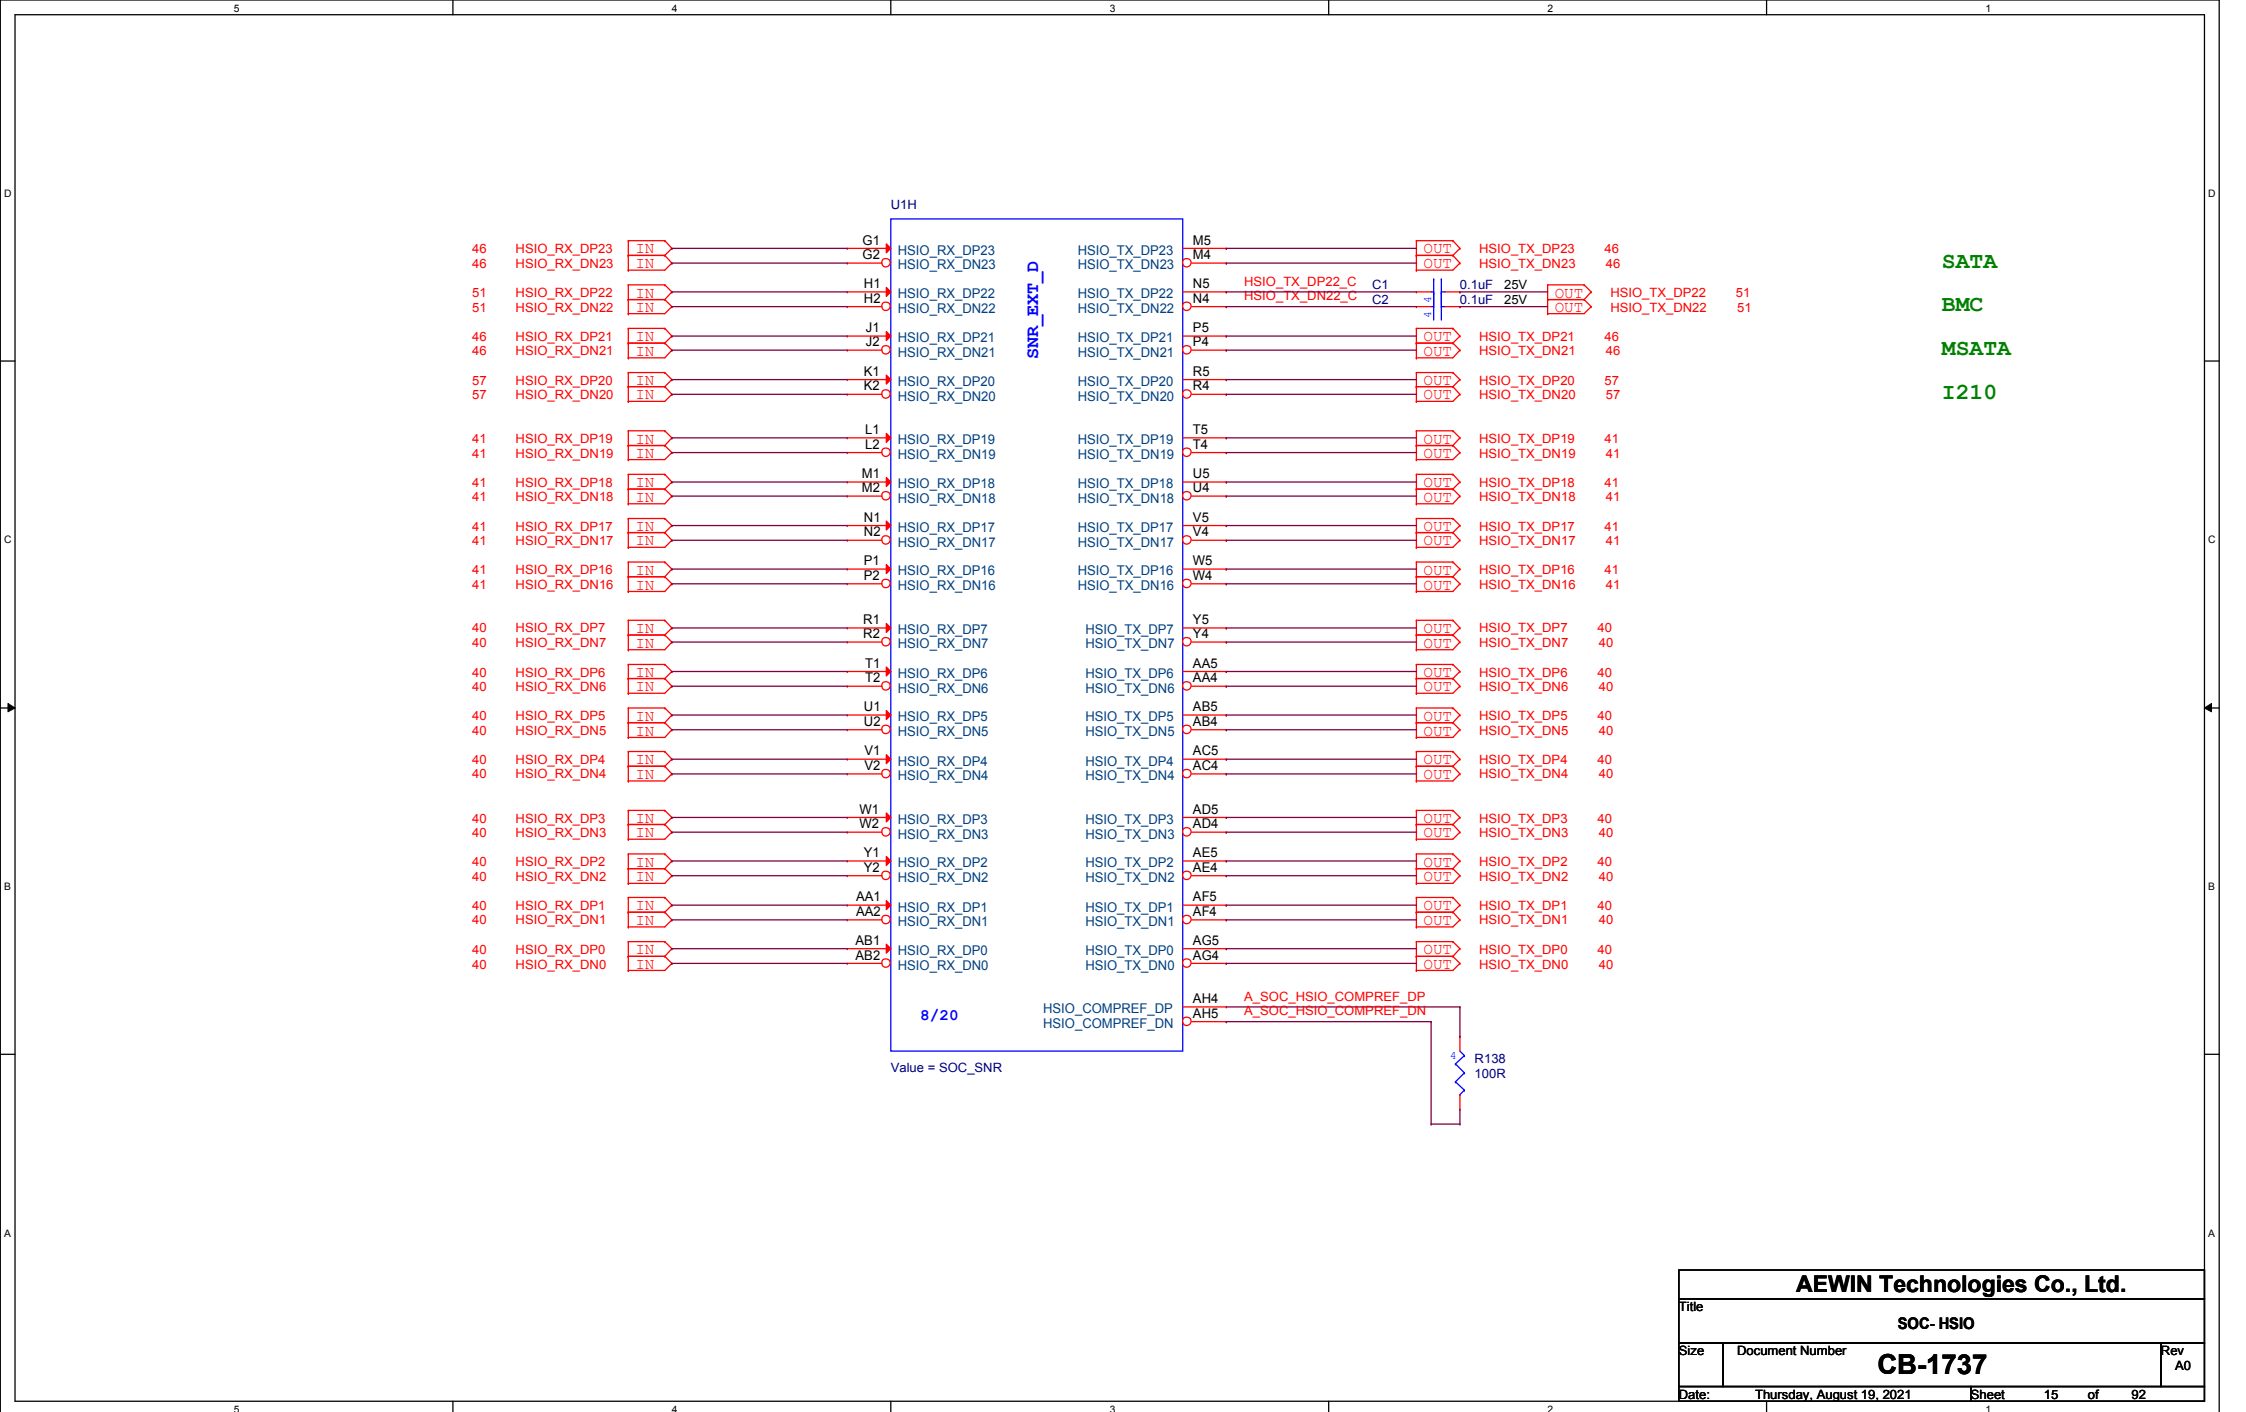 5 4 3 2 1
D D
C C
B B
A A
U1H
SNR_EXT_D
46 HSIO_RX_DP23 IN G1 HSIO_RX_DP23 HSIO_TX_DP23 M5 OUT HSIO_TX_DP23 46
46 HSIO_RX_DN23 IN G2 HSIO_RX_DN23 HSIO_TX_DN23 M4 OUT HSIO_TX_DN23 46
SATA
51 HSIO_RX_DP22 IN H1 HSIO_RX_DP22 HSIO_TX_DP22 N5 HSIO_TX_DP22_C C1 4 0.1uF 25V OUT HSIO_TX_DP22 51
51 HSIO_RX_DN22 IN H2 HSIO_RX_DN22 HSIO_TX_DN22 N4 HSIO_TX_DN22_C C2 4 0.1uF 25V OUT HSIO_TX_DN22 51
BMC
46 HSIO_RX_DP21 IN J1 HSIO_RX_DP21 HSIO_TX_DP21 P5 OUT HSIO_TX_DP21 46
46 HSIO_RX_DN21 IN J2 HSIO_RX_DN21 HSIO_TX_DN21 P4 OUT HSIO_TX_DN21 46
MSATA
57 HSIO_RX_DP20 IN K1 HSIO_RX_DP20 HSIO_TX_DP20 R5 OUT HSIO_TX_DP20 57
57 HSIO_RX_DN20 IN K2 HSIO_RX_DN20 HSIO_TX_DN20 R4 OUT HSIO_TX_DN20 57
I210
41 HSIO_RX_DP19 IN L1 HSIO_RX_DP19 HSIO_TX_DP19 T5 OUT HSIO_TX_DP19 41
41 HSIO_RX_DN19 IN L2 HSIO_RX_DN19 HSIO_TX_DN19 T4 OUT HSIO_TX_DN19 41
41 HSIO_RX_DP18 IN M1 HSIO_RX_DP18 HSIO_TX_DP18 U5 OUT HSIO_TX_DP18 41
41 HSIO_RX_DN18 IN M2 HSIO_RX_DN18 HSIO_TX_DN18 U4 OUT HSIO_TX_DN18 41
41 HSIO_RX_DP17 IN N1 HSIO_RX_DP17 HSIO_TX_DP17 V5 OUT HSIO_TX_DP17 41
41 HSIO_RX_DN17 IN N2 HSIO_RX_DN17 HSIO_TX_DN17 V4 OUT HSIO_TX_DN17 41
41 HSIO_RX_DP16 IN P1 HSIO_RX_DP16 HSIO_TX_DP16 W5 OUT HSIO_TX_DP16 41
41 HSIO_RX_DN16 IN P2 HSIO_RX_DN16 HSIO_TX_DN16 W4 OUT HSIO_TX_DN16 41
40 HSIO_RX_DP7 IN R1 HSIO_RX_DP7 HSIO_TX_DP7 Y5 OUT HSIO_TX_DP7 40
40 HSIO_RX_DN7 IN R2 HSIO_RX_DN7 HSIO_TX_DN7 Y4 OUT HSIO_TX_DN7 40
40 HSIO_RX_DP6 IN T1 HSIO_RX_DP6 HSIO_TX_DP6 AA5 OUT HSIO_TX_DP6 40
40 HSIO_RX_DN6 IN T2 HSIO_RX_DN6 HSIO_TX_DN6 AA4 OUT HSIO_TX_DN6 40
40 HSIO_RX_DP5 IN U1 HSIO_RX_DP5 HSIO_TX_DP5 AB5 OUT HSIO_TX_DP5 40
40 HSIO_RX_DN5 IN U2 HSIO_RX_DN5 HSIO_TX_DN5 AB4 OUT HSIO_TX_DN5 40
40 HSIO_RX_DP4 IN V1 HSIO_RX_DP4 HSIO_TX_DP4 AC5 OUT HSIO_TX_DP4 40
40 HSIO_RX_DN4 IN V2 HSIO_RX_DN4 HSIO_TX_DN4 AC4 OUT HSIO_TX_DN4 40
40 HSIO_RX_DP3 IN W1 HSIO_RX_DP3 HSIO_TX_DP3 AD5 OUT HSIO_TX_DP3 40
40 HSIO_RX_DN3 IN W2 HSIO_RX_DN3 HSIO_TX_DN3 AD4 OUT HSIO_TX_DN3 40
40 HSIO_RX_DP2 IN Y1 HSIO_RX_DP2 HSIO_TX_DP2 AE5 OUT HSIO_TX_DP2 40
40 HSIO_RX_DN2 IN Y2 HSIO_RX_DN2 HSIO_TX_DN2 AE4 OUT HSIO_TX_DN2 40
40 HSIO_RX_DP1 IN AA1 HSIO_RX_DP1 HSIO_TX_DP1 AF5 OUT HSIO_TX_DP1 40
40 HSIO_RX_DN1 IN AA2 HSIO_RX_DN1 HSIO_TX_DN1 AF4 OUT HSIO_TX_DN1 40
40 HSIO_RX_DP0 IN AB1 HSIO_RX_DP0 HSIO_TX_DP0 AG5 OUT HSIO_TX_DP0 40
40 HSIO_RX_DN0 IN AB2 HSIO_RX_DN0 HSIO_TX_DN0 AG4 OUT HSIO_TX_DN0 40
HSIO_COMPREF_DP AH4 A_SOC_HSIO_COMPREF_DP
8/20 HSIO_COMPREF_DN AH5 A_SOC_HSIO_COMPREF_DN
Value = SOC_SNR
4 R138
100R
AEWIN Technologies Co., Ltd.
Title
SOC- HSIO
Size Document Number Rev
CB-1737 A0
Date: Thursday, August 19, 2021 Sheet 15 of 92
5 4 3 2 1